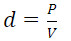 d = P/V